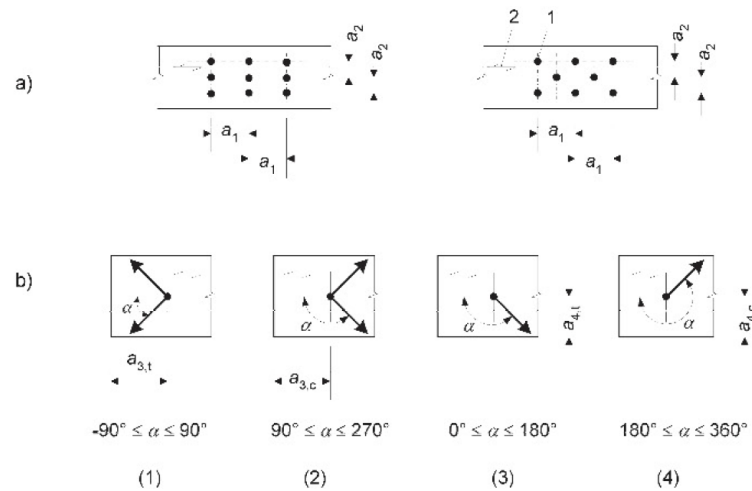 a)
2
1
a₂
a₂
a₂
a₂
a₁
a₁
a₁
a₁
b)
α
α
α
α
a₃,t
a₃,c
a₄,t
a₄,c
-90° ≤ α ≤ 90°
90° ≤ α ≤ 270°
0° ≤ α ≤ 180°
180° ≤ α ≤ 360°
(1)
(2)
(3)
(4)